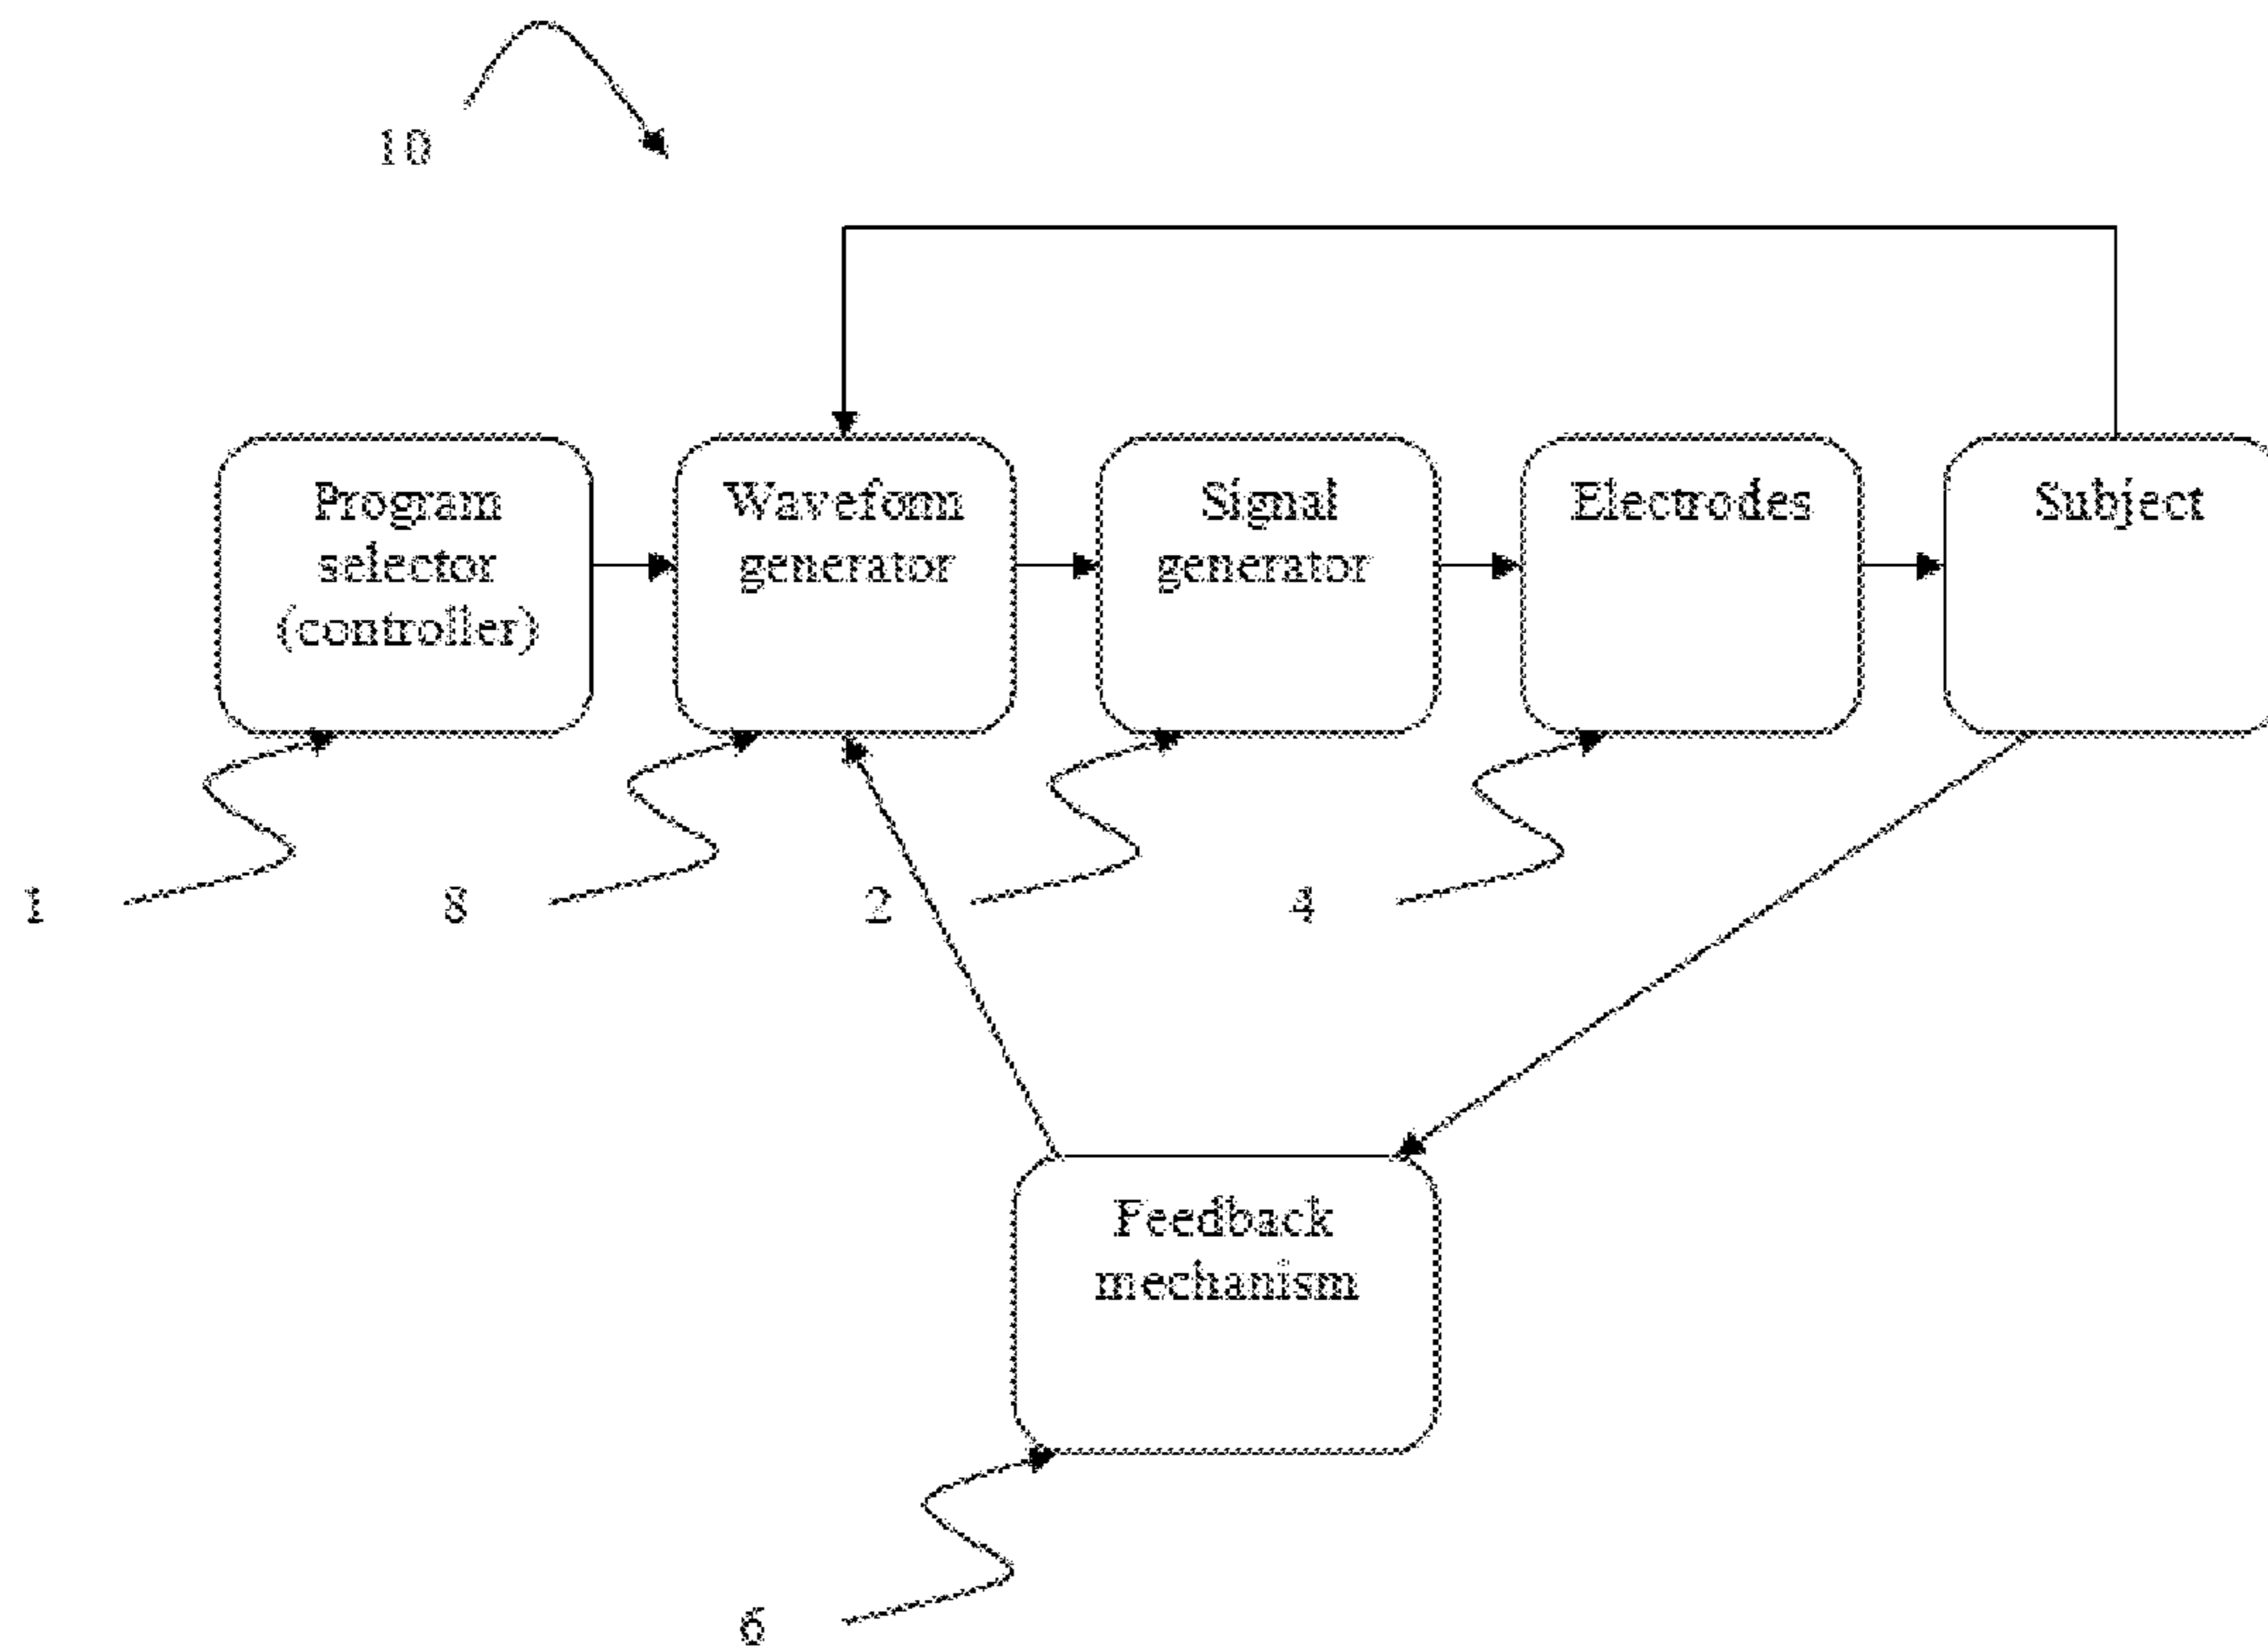 10
Program
selector
(controller)
Waveform
generator
Signal
generator
Electrodes
Subject
1
8
2
4
Feedback
mechanism
6